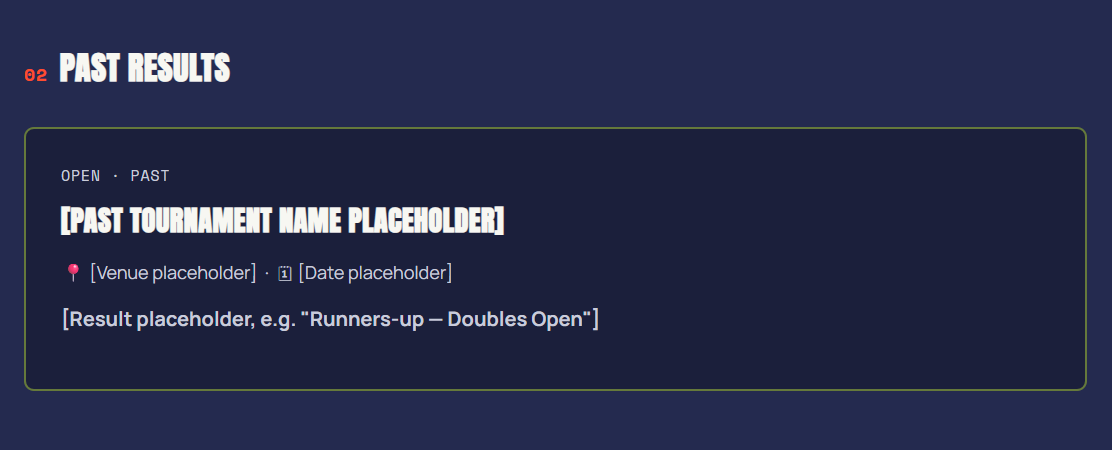 02 PAST RESULTS
OPEN · PAST
[PAST TOURNAMENT NAME PLACEHOLDER]
📍 [Venue placeholder] · 🗓 [Date placeholder]
[Result placeholder, e.g. "Runners-up — Doubles Open"]